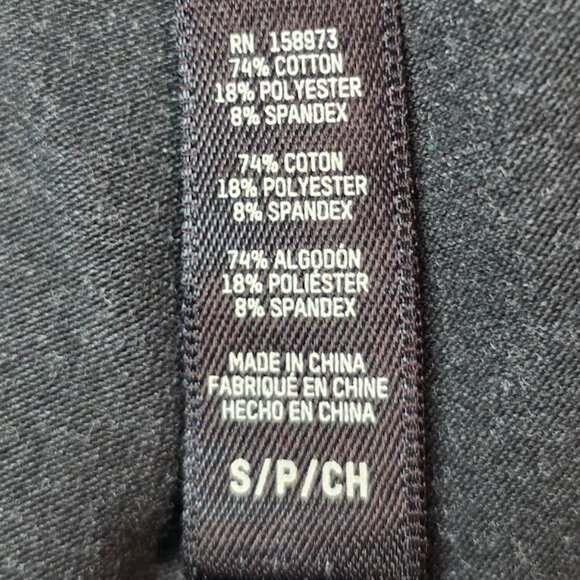 RN 158973
74% COTTON
18% POLYESTER
8% SPANDEX
74% COTON
18% POLYESTER
8% SPANDEX
74% ALGODÓN
18% POLIÉSTER
8% SPANDEX
MADE IN CHINA
FABRIQUÉ EN CHINE
HECHO EN CHINA
S/P/CH